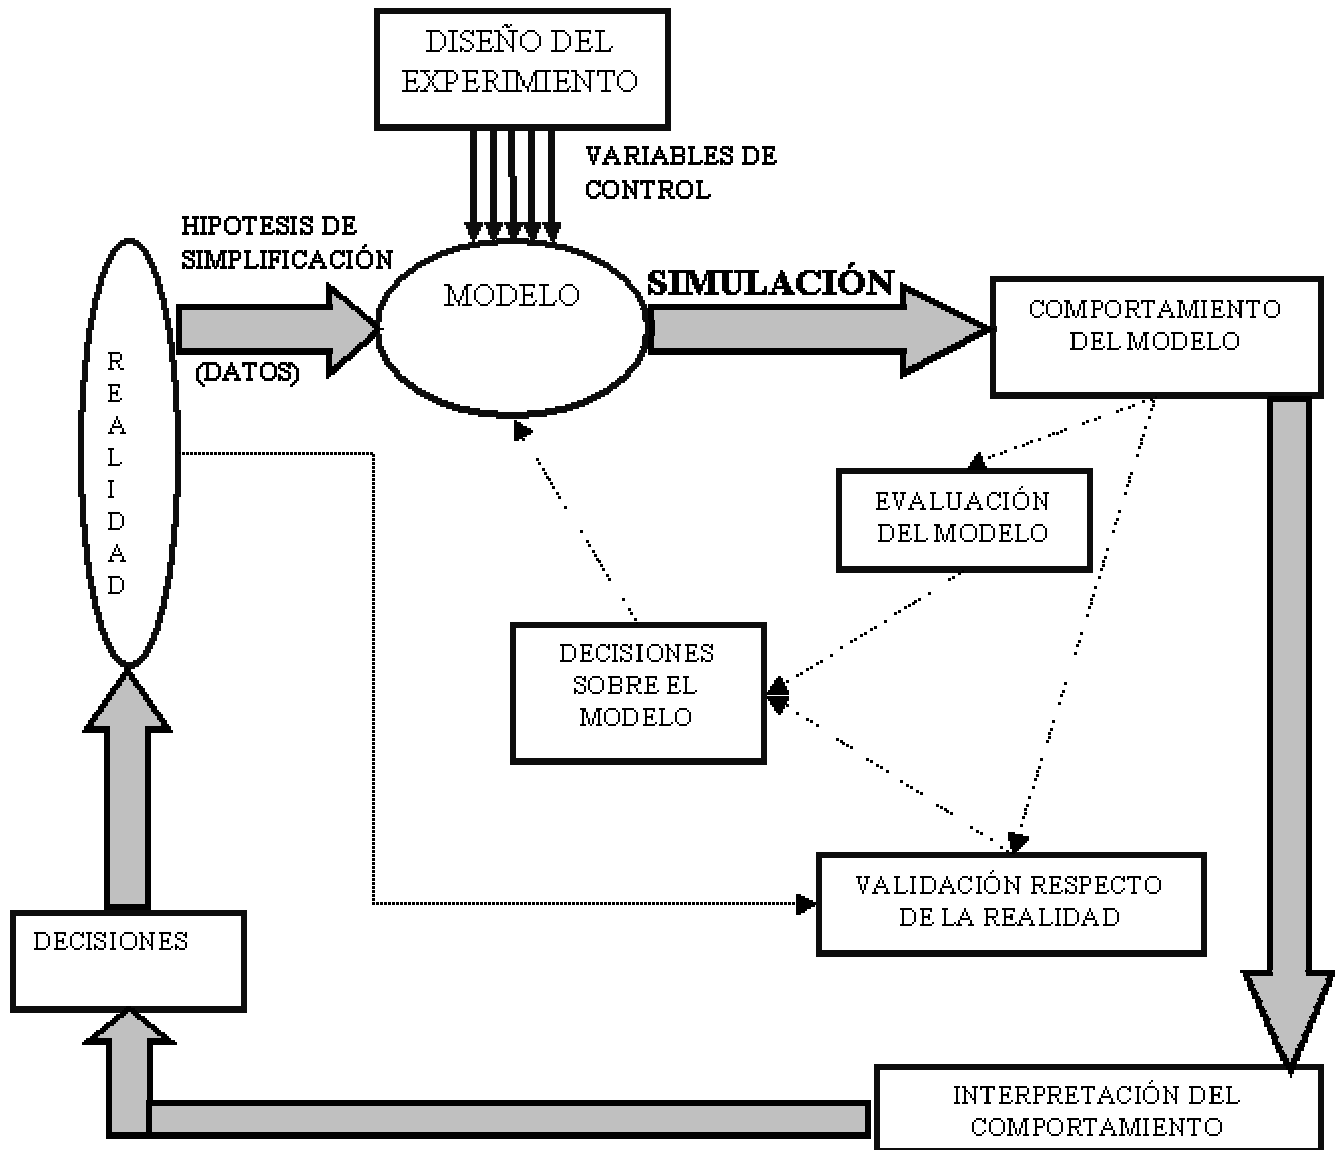 DISEÑO DEL
EXPERIMIENTO
VARIABLES DE
CONTROL
HIPOTESIS DE
SIMPLIFICACIÓN
(DATOS)
MODELO
SIMULACIÓN
COMPORTAMIENTO
DEL MODELO
REALIDAD
EVALUACIÓN
DEL MODELO
DECISIONES
SOBRE EL
MODELO
VALIDACIÓN RESPECTO
DE LA REALIDAD
DECISIONES
INTERPRETACIÓN DEL
COMPORTAMIENTO